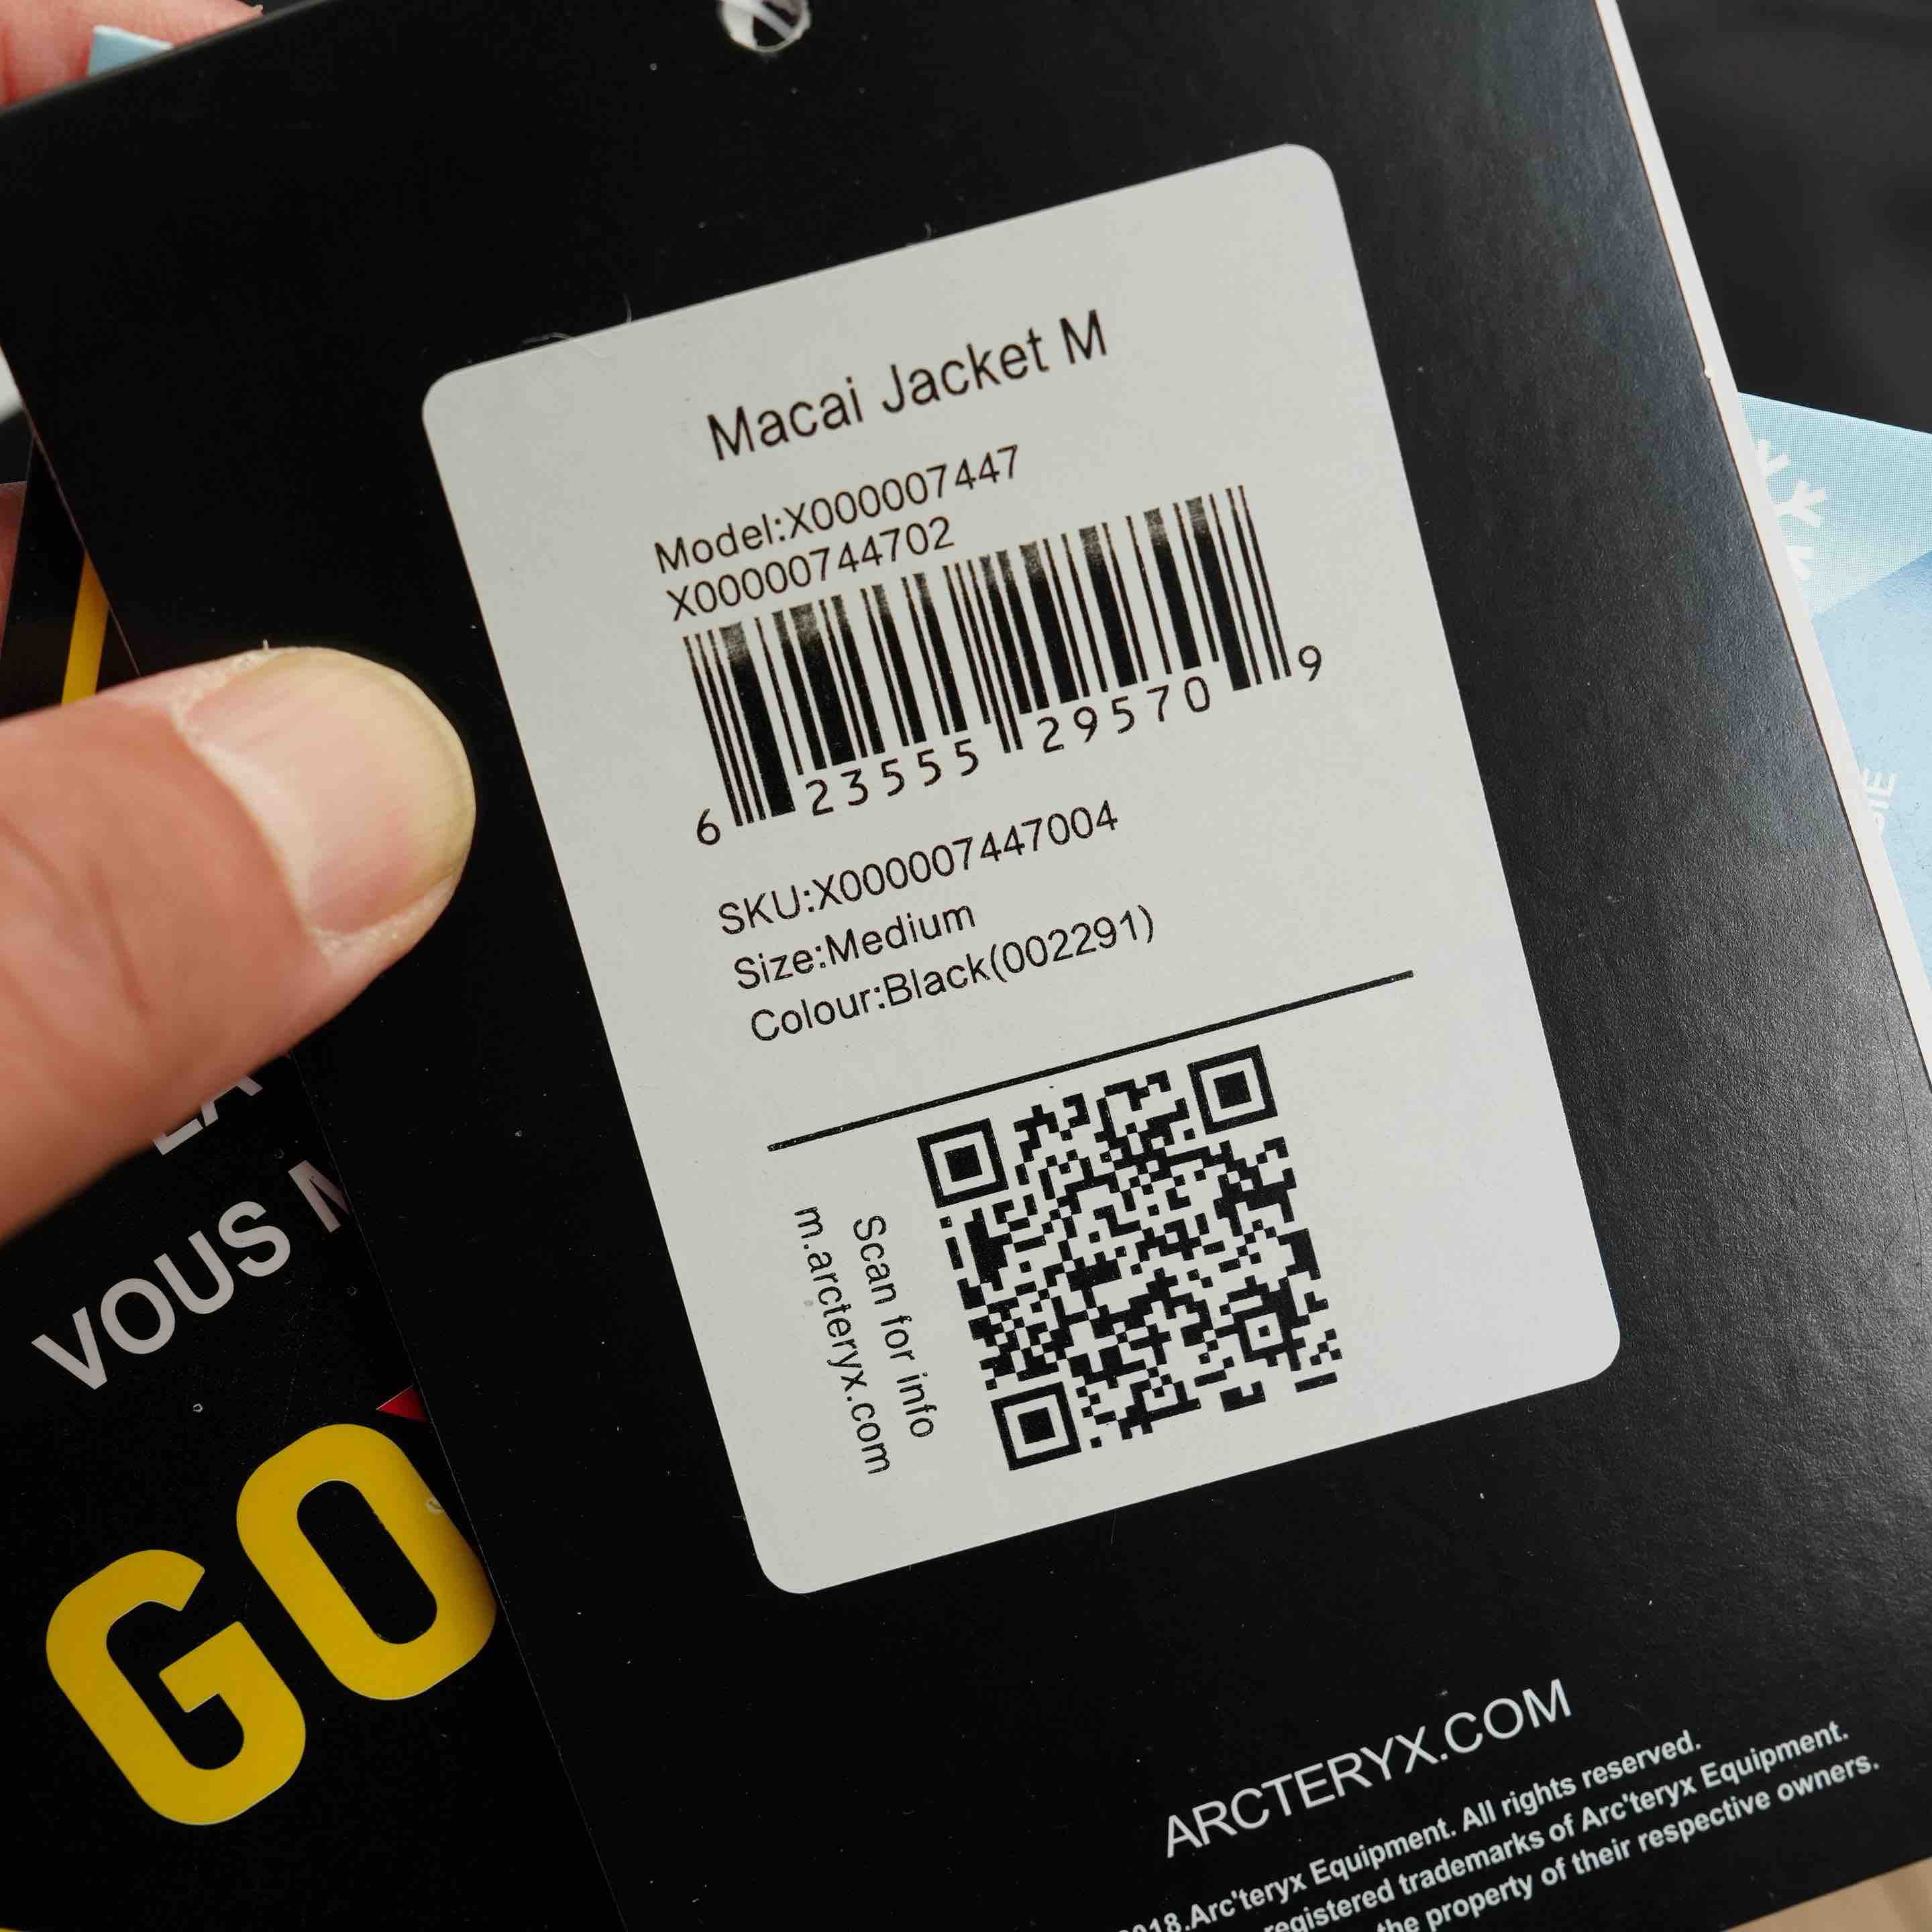 Macai Jacket M
Model:X000007447
X00000744702
6 23555 29570 9
SKU:X000007447004
Size:Medium
Colour:Black(002291)
Scan for info
m.arcteryx.com
VOUS
GO
ARCTERYX.COM
Arc'teryx Equipment. All rights reserved.
registered trademarks of Arc'teryx Equipment.
the property of their respective owners.